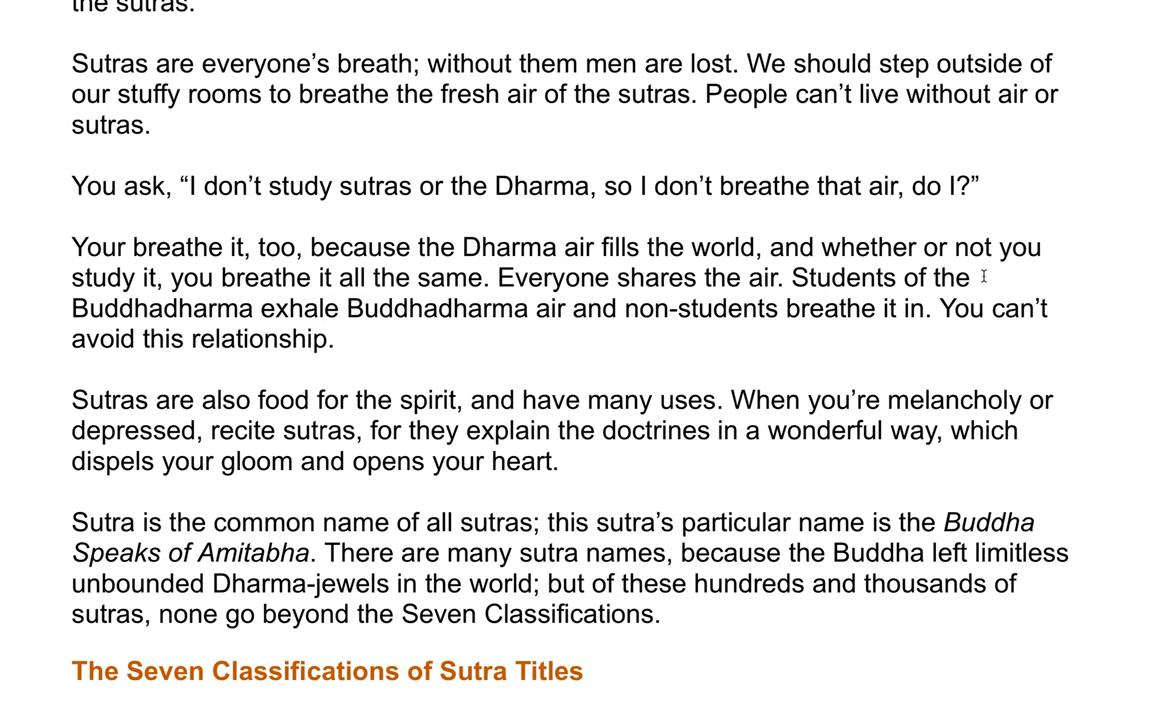 the sutras.
Sutras are everyone’s breath; without them men are lost. We should step outside of
our stuffy rooms to breathe the fresh air of the sutras. People can’t live without air or
sutras.
You ask, “I don’t study sutras or the Dharma, so I don’t breathe that air, do I?”
Your breathe it, too, because the Dharma air fills the world, and whether or not you
study it, you breathe it all the same. Everyone shares the air. Students of the
Buddhadharma exhale Buddhadharma air and non-students breathe it in. You can’t
avoid this relationship.
Sutras are also food for the spirit, and have many uses. When you’re melancholy or
depressed, recite sutras, for they explain the doctrines in a wonderful way, which
dispels your gloom and opens your heart.
Sutra is the common name of all sutras; this sutra’s particular name is the Buddha
Speaks of Amitabha. There are many sutra names, because the Buddha left limitless
unbounded Dharma-jewels in the world; but of these hundreds and thousands of
sutras, none go beyond the Seven Classifications.
The Seven Classifications of Sutra Titles